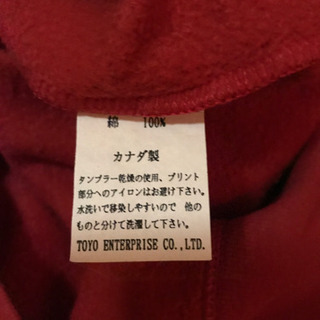 綿 100%
カナダ製
タンブラー乾燥の使用、プリント
部分へのアイロンはお避け下さい。
水洗いで移染しやすいので 他の
ものと分けて洗濯して下さい。
TOYO ENTERPRISE CO.,LTD.